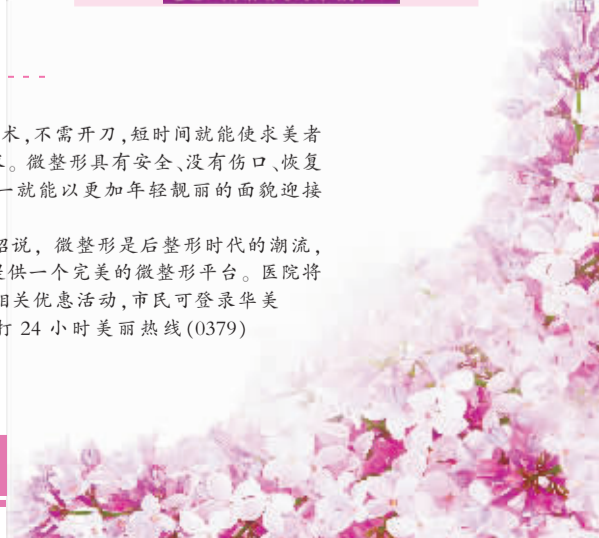 术,不需开刀,短时间就能使求美者
。微整形具有安全、没有伤口、恢复
一就能以更加年轻靓丽的面貌迎接
绍说,微整形是后整形时代的潮流,
提供一个完美的微整形平台。医院将
相关优惠活动,市民可登录华美
打 24 小时美丽热线(0379)